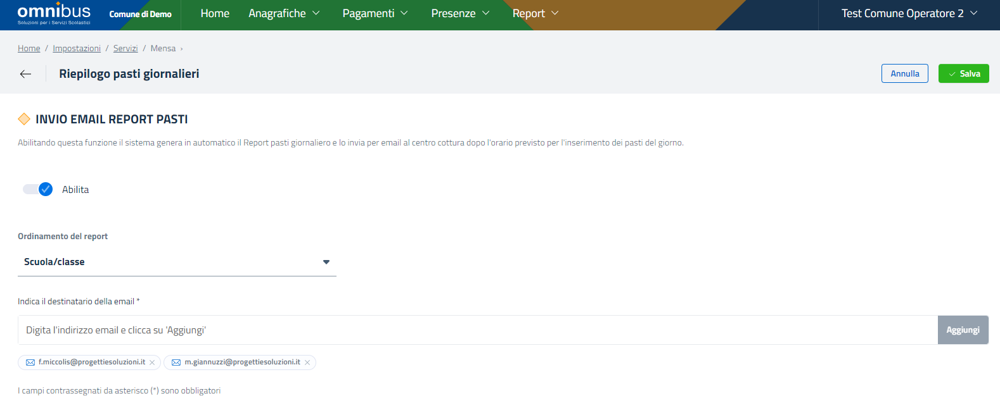 omnibus
Soluzioni per i Servizi Scolastici
Comune di Demo
Home
Anagrafiche
Pagamenti
Presenze
Report
Test Comune Operatore 2
Home / Impostazioni / Servizi / Mensa ›
Riepilogo pasti giornalieri
Annulla
Salva
INVIO EMAIL REPORT PASTI
Abilitando questa funzione il sistema genera in automatico il Report pasti giornaliero e lo invia per email al centro cottura dopo l'orario previsto per l'inserimento dei pasti del giorno.
Abilita
Ordinamento del report
Scuola/classe
Indica il destinatario della email *
Digita l'indirizzo email e clicca su 'Aggiungi'
Aggiungi
f.miccolis@progettiesoluzioni.it
m.giannuzzi@progettiesoluzioni.it
I campi contrassegnati da asterisco (*) sono obbligatori